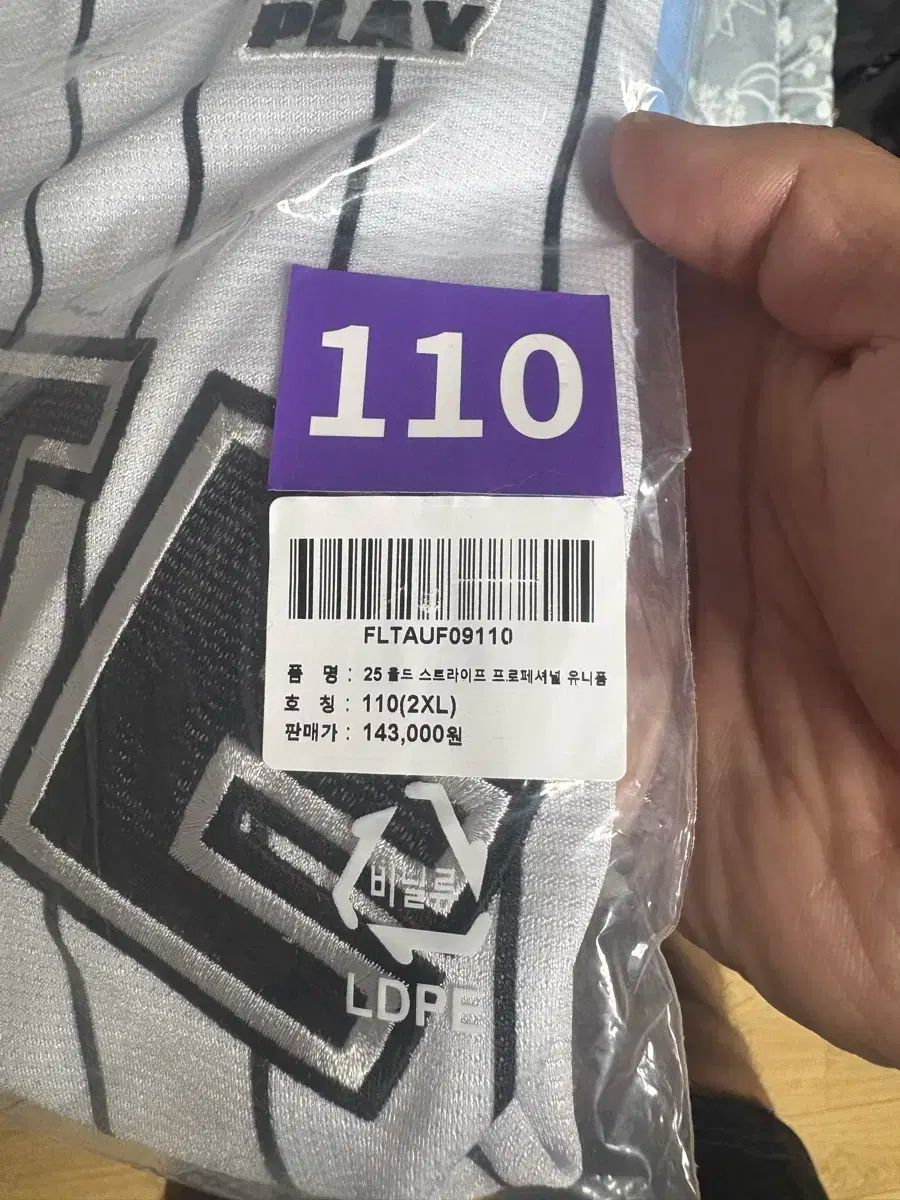 PLAY
110
FLTAUF09110
품 명 : 25 올드 스트라이프 프로페셔널 유니폼
호 칭 : 110(2XL)
판매가 : 143,000원
비닐류
LDPE